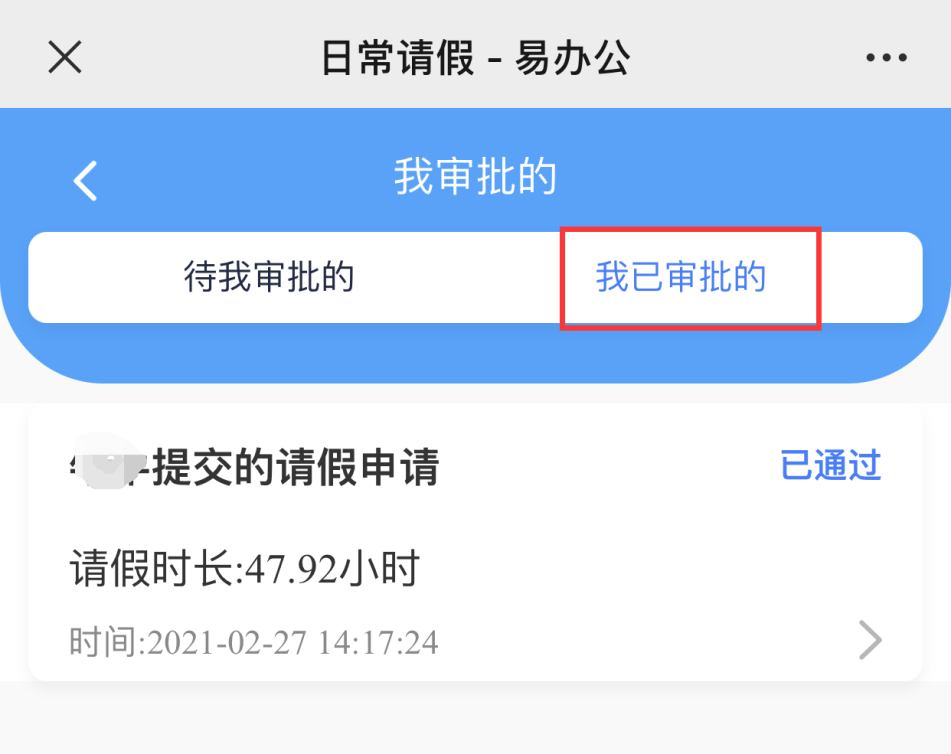 日常请假 - 易办公
我审批的
待我审批的 我已审批的
提交的请假申请 已通过
请假时长:47.92小时
时间:2021-02-27 14:17:24